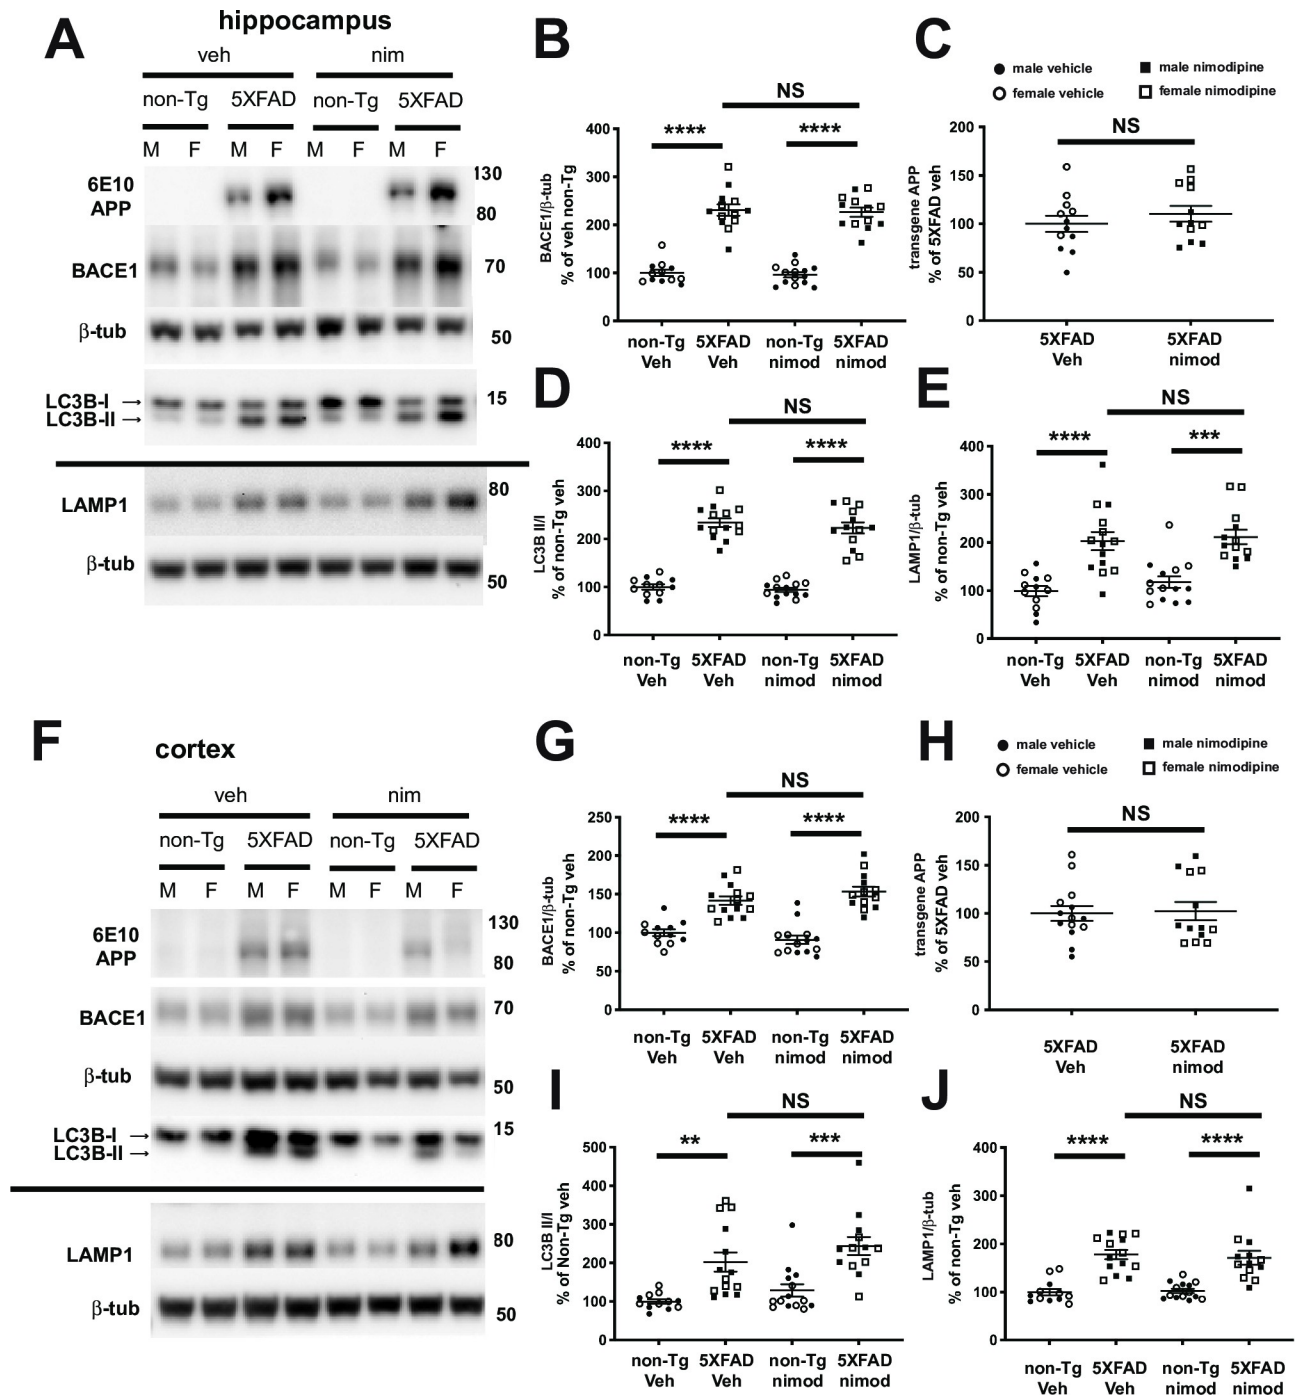 A
hippocampus
veh nim
non-Tg 5XFAD non-Tg 5XFAD
M F M F M F M F
6E10
APP
130
80
BACE1
70
β-tub
50
LC3B-I →
LC3B-II →
15
LAMP1
80
β-tub
50
B
NS
**** ****
BACE1/β-tub
% of veh non-Tg
400
300
200
100
0
non-Tg 5XFAD non-Tg 5XFAD
Veh Veh nimod nimod
C
male vehicle male nimodipine
female vehicle female nimodipine
NS
transgene APP
% of 5XFAD veh
200
150
100
50
0
5XFAD 5XFAD
Veh nimod
D
NS
**** ****
LC3B II/I
% of non-Tg veh
400
300
200
100
0
non-Tg 5XFAD non-Tg 5XFAD
Veh Veh nimod nimod
E
NS
**** ***
LAMP1/β-tub
% of non-Tg veh
400
300
200
100
0
non-Tg 5XFAD non-Tg 5XFAD
Veh Veh nimod nimod
F
cortex
veh nim
non-Tg 5XFAD non-Tg 5XFAD
M F M F M F M F
6E10
APP
130
80
BACE1
70
β-tub
50
LC3B-I →
LC3B-II →
15
LAMP1
80
β-tub
50
G
NS
**** ****
BACE1/β-tub
% of non-Tg veh
250
200
150
100
50
0
non-Tg 5XFAD non-Tg 5XFAD
Veh Veh nimod nimod
H
male vehicle male nimodipine
female vehicle female nimodipine
NS
transgene APP
% of 5XFAD veh
200
150
100
50
0
5XFAD 5XFAD
Veh nimod
I
NS
** ***
LC3B II/I
% of Non-Tg veh
500
400
300
200
100
0
non-Tg 5XFAD non-Tg 5XFAD
Veh Veh nimod nimod
J
NS
**** ****
LAMP1/β-tub
% of non-Tg veh
400
300
200
100
0
non-Tg 5XFAD non-Tg 5XFAD
Veh Veh nimod nimod